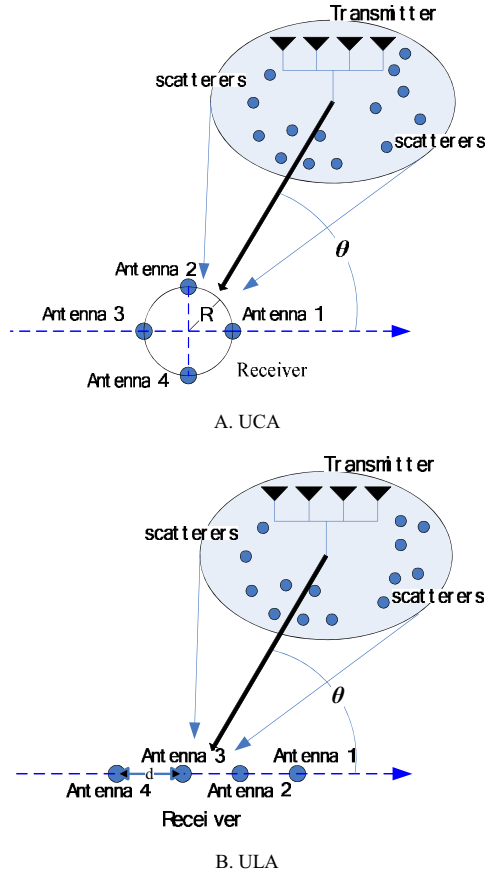 Transmitter
scatterers
scatterers
θ
Antenna 2
Antenna 3
R
Antenna 1
Antenna 4
Receiver
A. UCA
Transmitter
scatterers
scatterers
θ
Antenna 3
Antenna 1
d
Antenna 4
Antenna 2
Receiver
B. ULA